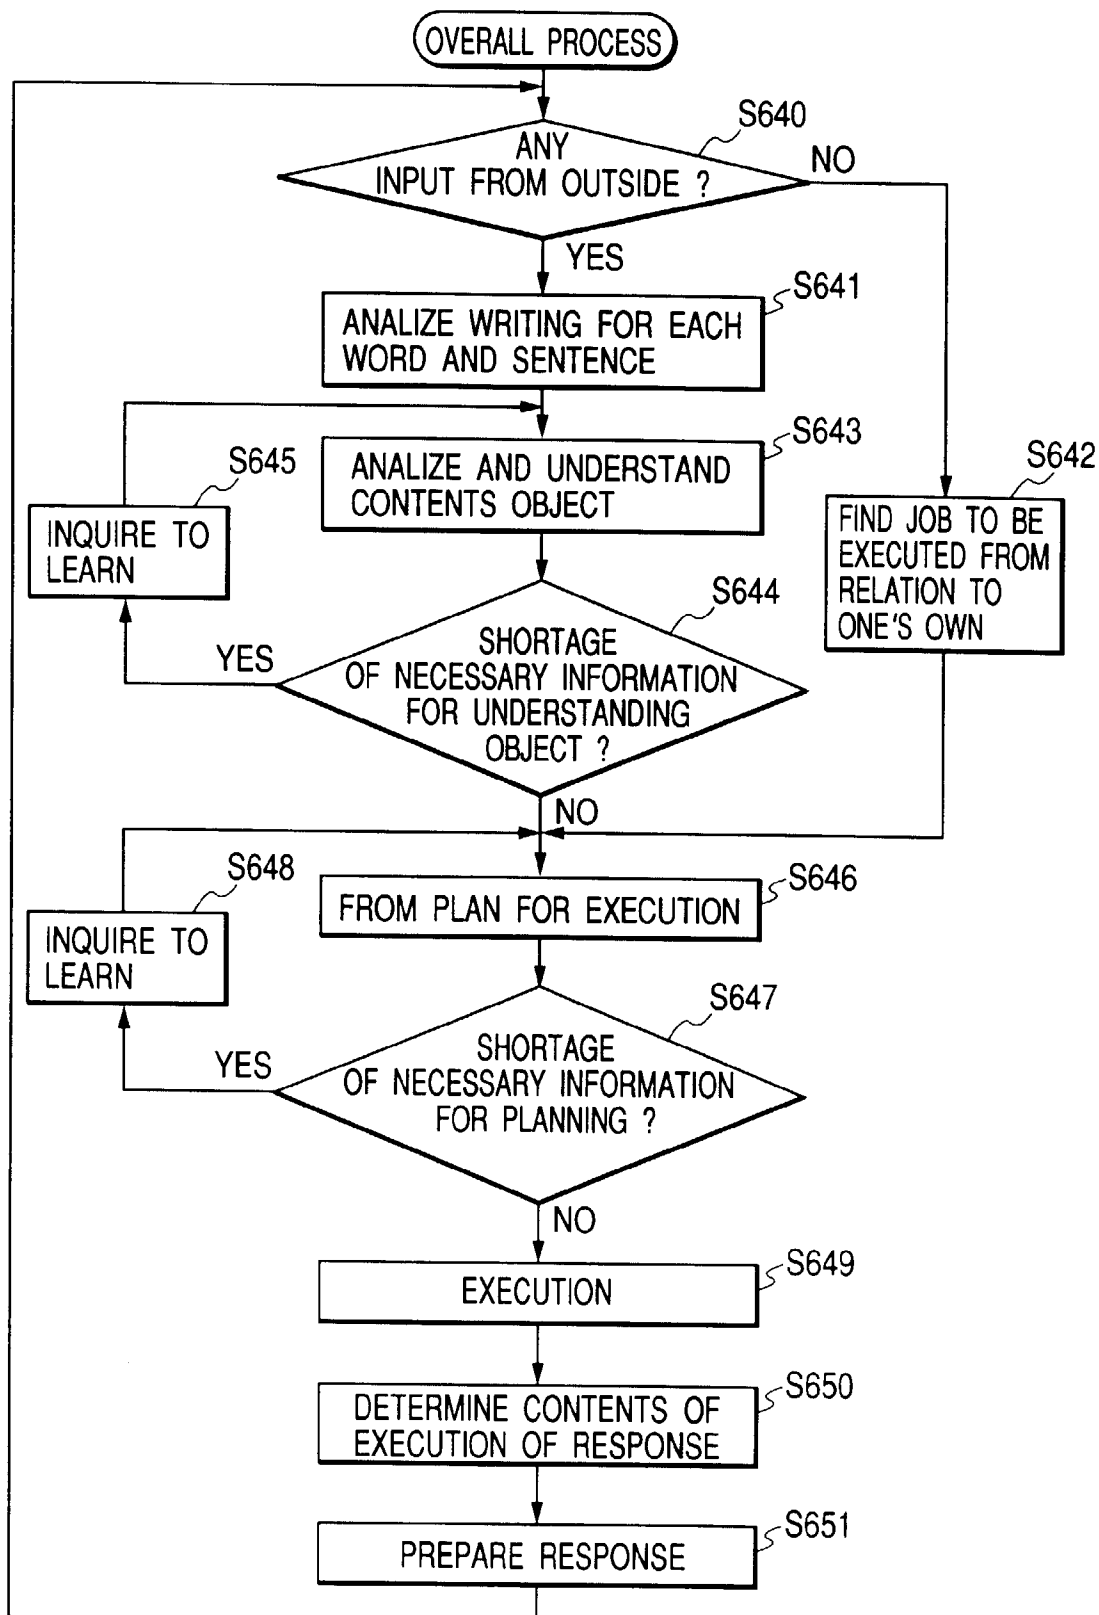 OVERALL PROCESS
S640
ANY
INPUT FROM OUTSIDE ?
NO
YES
S641
ANALIZE WRITING FOR EACH
WORD AND SENTENCE
S643
ANALIZE AND UNDERSTAND
CONTENTS OBJECT
S645
INQUIRE TO
LEARN
S642
FIND JOB TO BE
EXECUTED FROM
RELATION TO
ONE'S OWN
S644
SHORTAGE
OF NECESSARY INFORMATION
FOR UNDERSTANDING
OBJECT ?
YES
NO
S646
FROM PLAN FOR EXECUTION
S648
INQUIRE TO
LEARN
S647
SHORTAGE
OF NECESSARY INFORMATION
FOR PLANNING ?
YES
NO
S649
EXECUTION
S650
DETERMINE CONTENTS OF
EXECUTION OF RESPONSE
S651
PREPARE RESPONSE